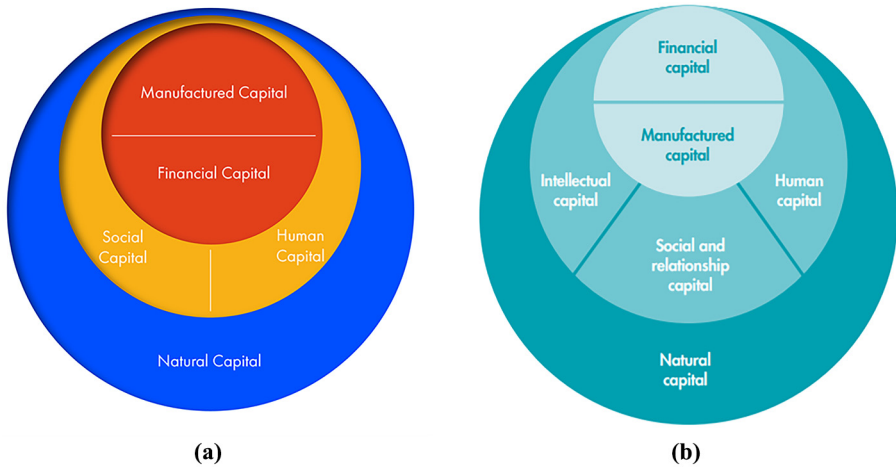 Manufactured Capital
Financial Capital
Social
Capital
Human
Capital
Natural Capital
(a)
Financial
capital
Manufactured
capital
Intellectual
capital
Human
capital
Social and
relationship
capital
Natural
capital
(b)